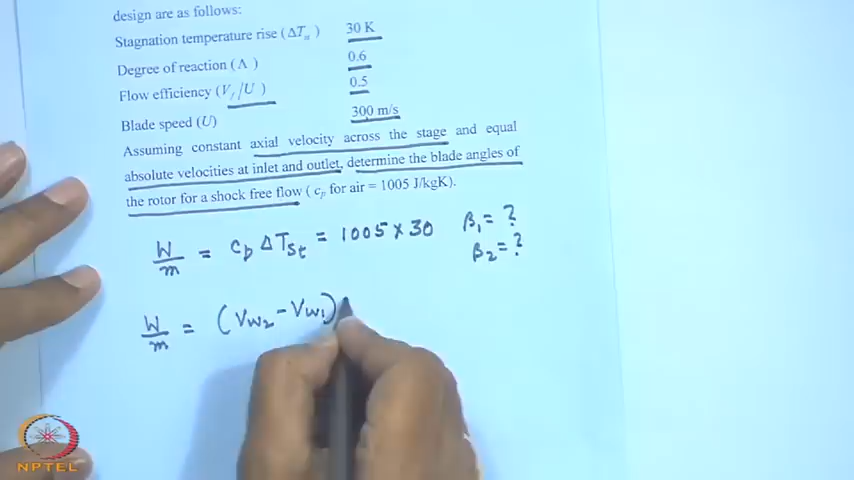 design are as follows:
Stagnation temperature rise (ΔT_st) 30 K
Degree of reaction (Λ) 0.6
Flow efficiency (V_f/U) 0.5
Blade speed (U) 300 m/s
Assuming constant axial velocity across the stage and equal
absolute velocities at inlet and outlet, determine the blade angles of
the rotor for a shock free flow ( c_p for air = 1005 J/kgK).
W/m = c_p ΔT_st = 1005 × 30 β₁ = ?
β₂ = ?
W/m = (V_w2 - V_w1)
NPTEL